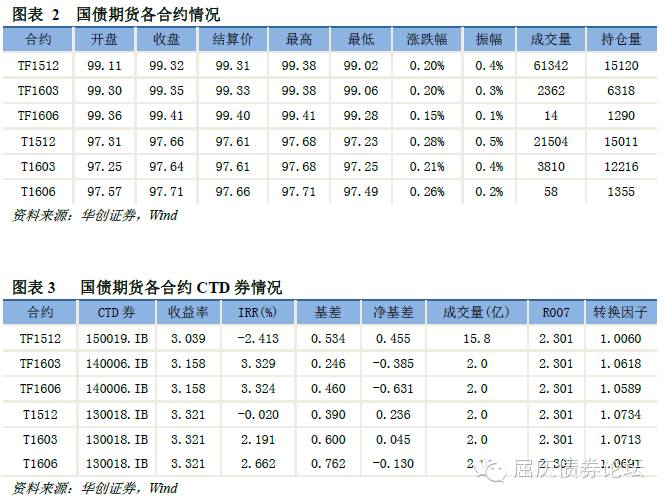 图表 2 国债期货各合约情况
合约 开盘 收盘 结算价 最高 最低 涨跌幅 振幅 成交量 持仓量
TF1512 99.11 99.32 99.31 99.38 99.02 0.20% 0.4% 61342 15120
TF1603 99.30 99.35 99.33 99.38 99.06 0.20% 0.3% 2362 6318
TF1606 99.36 99.41 99.40 99.41 99.28 0.15% 0.1% 14 1290
T1512 97.31 97.66 97.61 97.68 97.23 0.28% 0.5% 21504 15011
T1603 97.25 97.64 97.61 97.68 97.25 0.21% 0.4% 3810 12216
T1606 97.57 97.71 97.66 97.71 97.49 0.26% 0.2% 58 1355
资料来源：华创证券，Wind
图表 3 国债期货各合约 CTD 券情况
合约 CTD 券 收益率 IRR(%) 基差 净基差 成交量(亿) R007 转换因子
TF1512 150019.IB 3.039 -2.413 0.534 0.455 15.8 2.301 1.0060
TF1603 140006.IB 3.158 3.329 0.246 -0.385 2.0 2.301 1.0618
TF1606 140006.IB 3.158 3.324 0.460 -0.631 2.0 2.301 1.0589
T1512 130018.IB 3.321 -0.020 0.390 0.236 2.0 2.301 1.0734
T1603 130018.IB 3.321 2.191 0.600 0.045 2.0 2.301 1.0713
T1606 130018.IB 3.321 2.662 0.762 -0.130
屈庆债券论坛
资料来源：华创证券，Wind